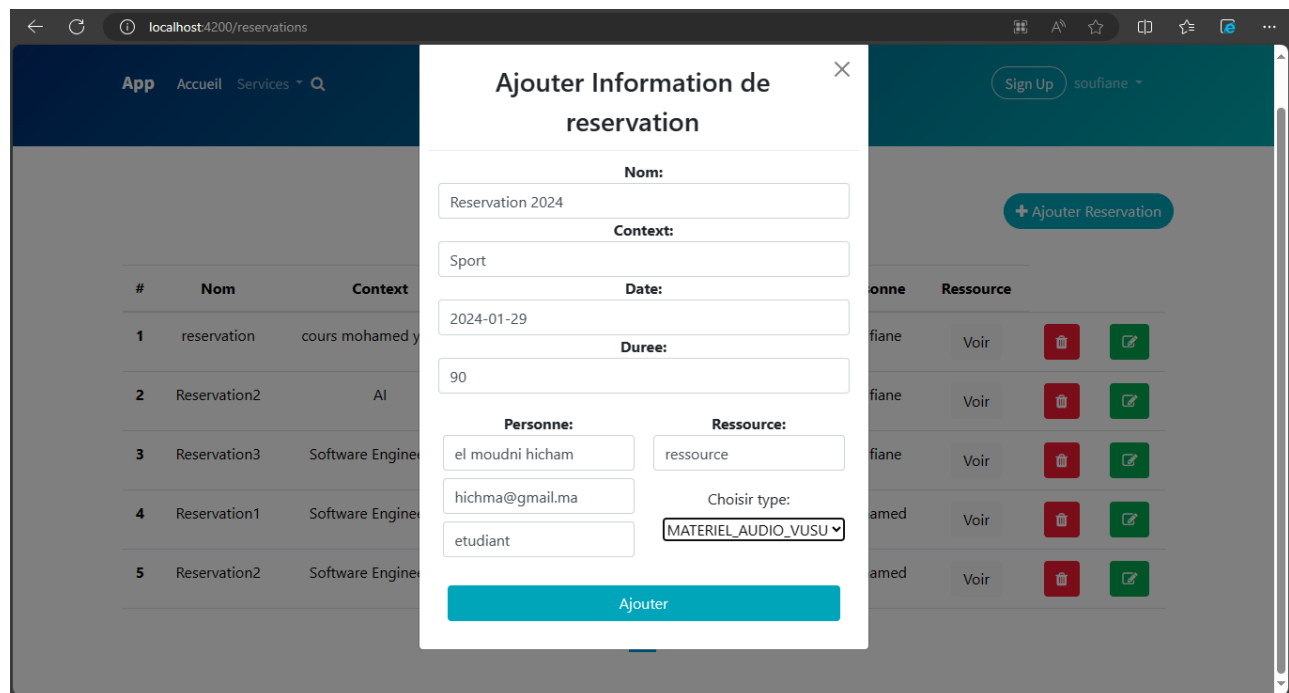 localhost:4200/reservations
App Accueil Services
Sign Up soufiane
Ajouter Information de
reservation
Nom:
Reservation 2024
Context:
Sport
Date:
2024-01-29
Duree:
90
Personne: Ressource:
el moudni hicham ressource
hichma@gmail.ma Choisir type:
etudiant MATERIEL_AUDIO_VUSU
Ajouter
+ Ajouter Reservation
# Nom Context onne Ressource
1 reservation cours mohamed y fiane Voir
2 Reservation2 AI fiane Voir
3 Reservation3 Software Enginee fiane Voir
4 Reservation1 Software Enginee amed Voir
5 Reservation2 Software Enginee amed Voir